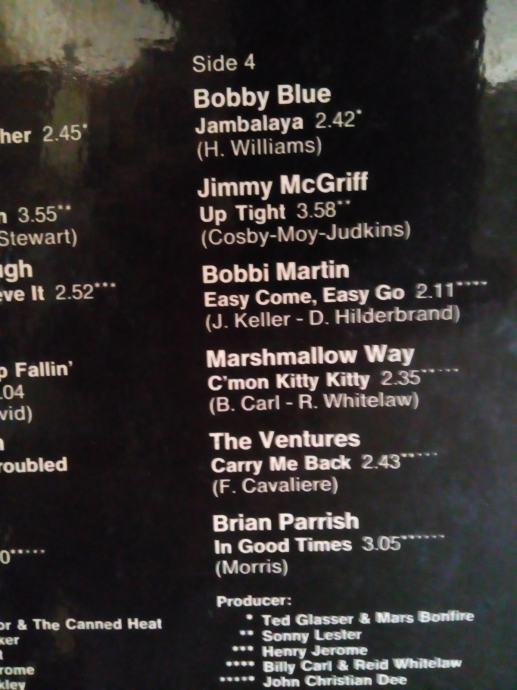 her 2.45*
n 3.55**
Stewart)
ugh
eve It 2.52***
p Fallin'
.04
vid)
n
roubled
0*****
or & The Canned Heat
ker
t
rome
kley
Side 4
Bobby Blue
Jambalaya 2.42*
(H. Williams)
Jimmy McGriff
Up Tight 3.58**
(Cosby-Moy-Judkins)
Bobbi Martin
Easy Come, Easy Go 2.11****
(J. Keller - D. Hilderbrand)
Marshmallow Way
C'mon Kitty Kitty 2.35*****
(B. Carl - R. Whitelaw)
The Ventures
Carry Me Back 2.43*****
(F. Cavaliere)
Brian Parrish
In Good Times 3.05******
(Morris)
Producer:
* Ted Glasser & Mars Bonfire
** Sonny Lester
*** Henry Jerome
**** Billy Carl & Reid Whitelaw
***** John Christian Dee